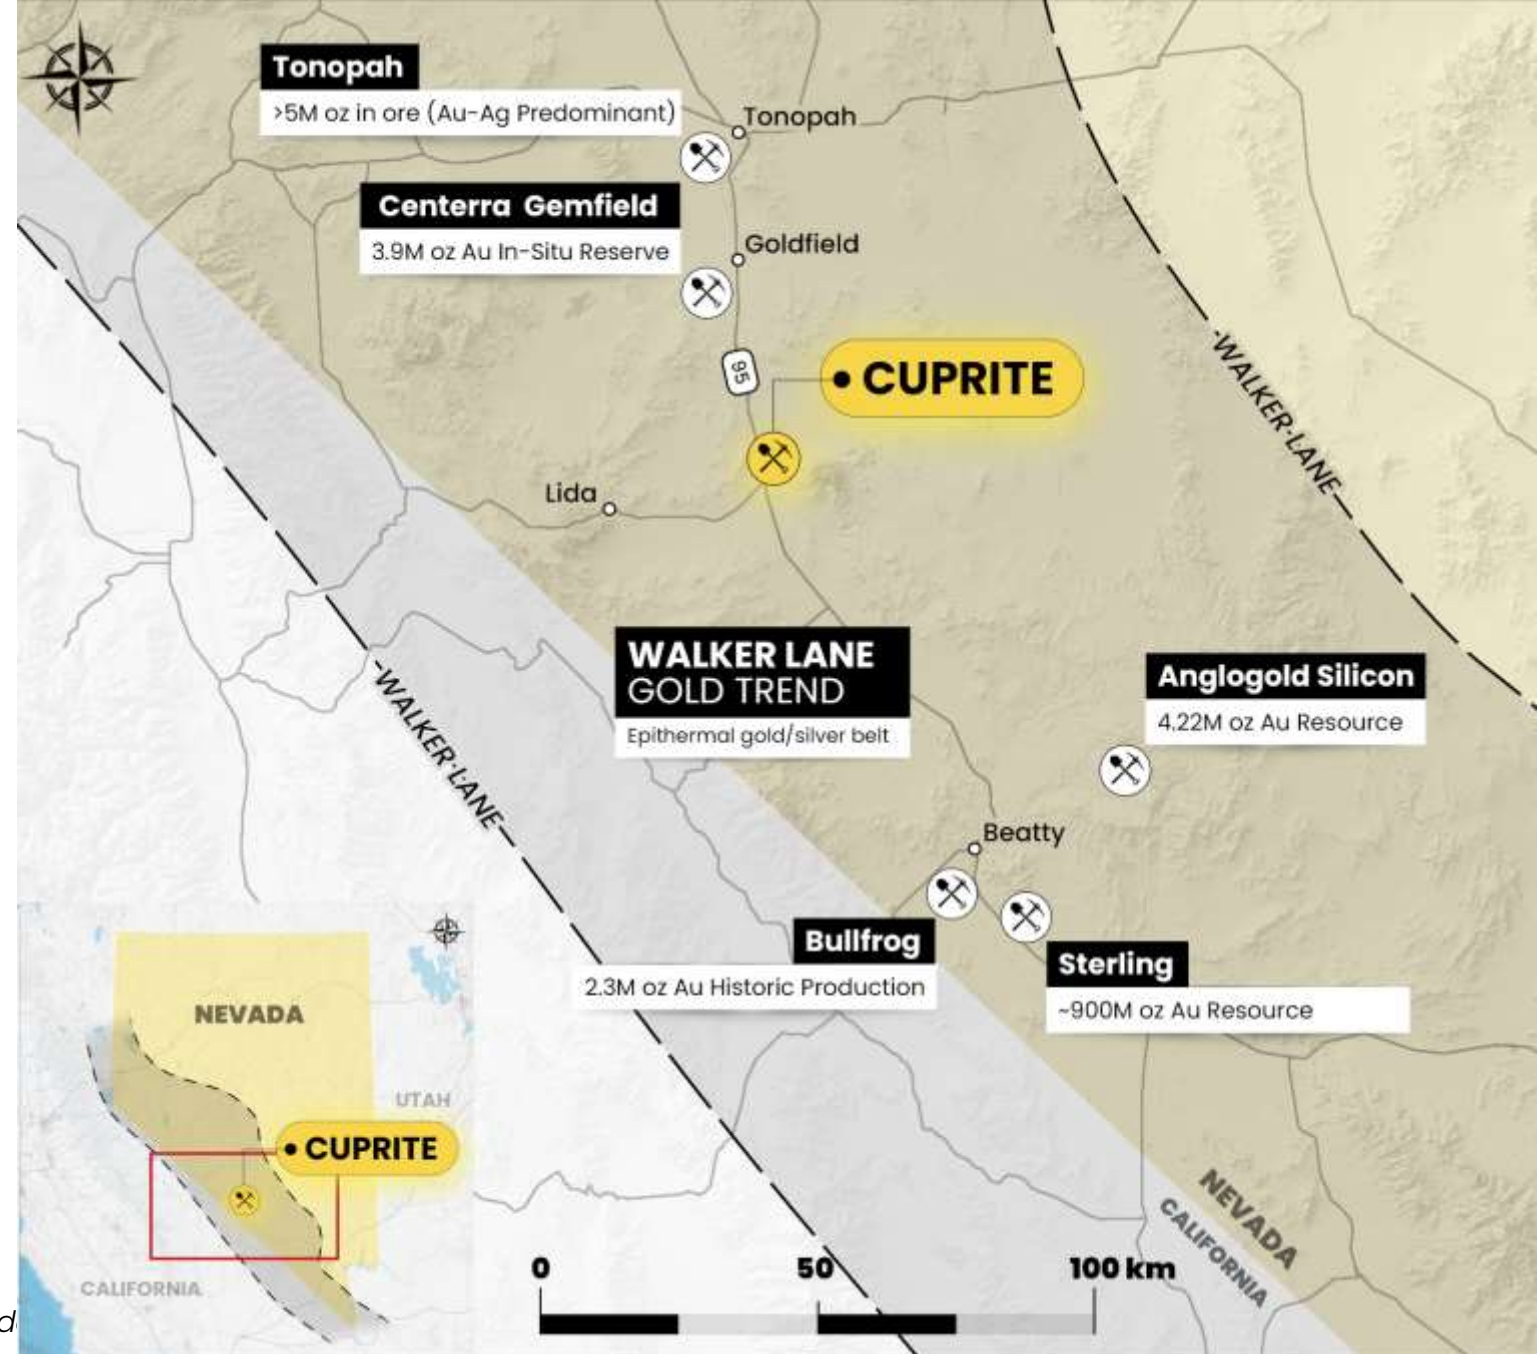 Tonopah
>5M oz in ore (Au-Ag Predominant)
Tonopah
Centerra Gemfield
3.9M oz Au In-Situ Reserve
Goldfield
95
CUPRITE
WALKER LANE
Lida
WALKER LANE
GOLD TREND
Epithermal gold/silver belt
WALKER LANE
Anglogold Silicon
4.22M oz Au Resource
Beatty
Bullfrog
2.3M oz Au Historic Production
Sterling
~900M oz Au Resource
NEVADA
UTAH
CUPRITE
CALIFORNIA
NEVADA
CALIFORNIA
0 50 100 km